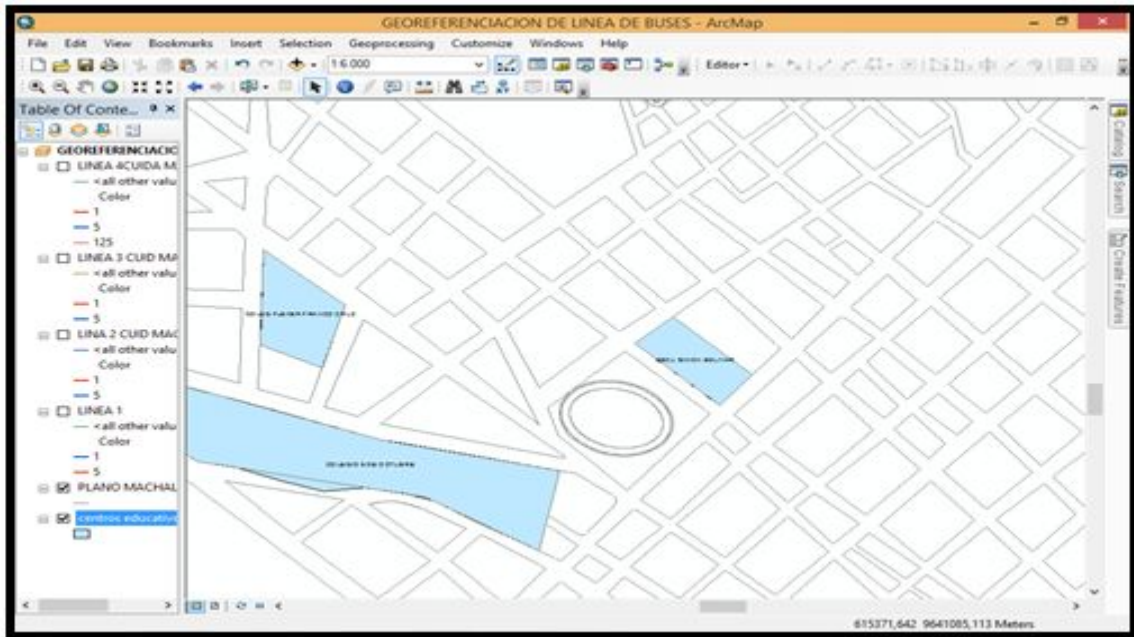 GEOREFERENCIACION DE LINEA DE BUSES - ArcMap
File Edit View Bookmarks Insert Selection Geoprocessing Customize Windows Help
1:6.000
Editor
Table Of Conte...
GEOREFERENCIACIC
LINEA 4CUIDA M
<all other valu
Color
1
5
125
LINEA 3 CUID MA
<all other valu
Color
1
5
LINA 2 CUID MAC
<all other valu
Color
1
5
LINEA 1
<all other valu
Color
1
5
PLANO MACHAL
centros educativo
Catalog
Search
Create Features
615371,642 9641085,113 Meters